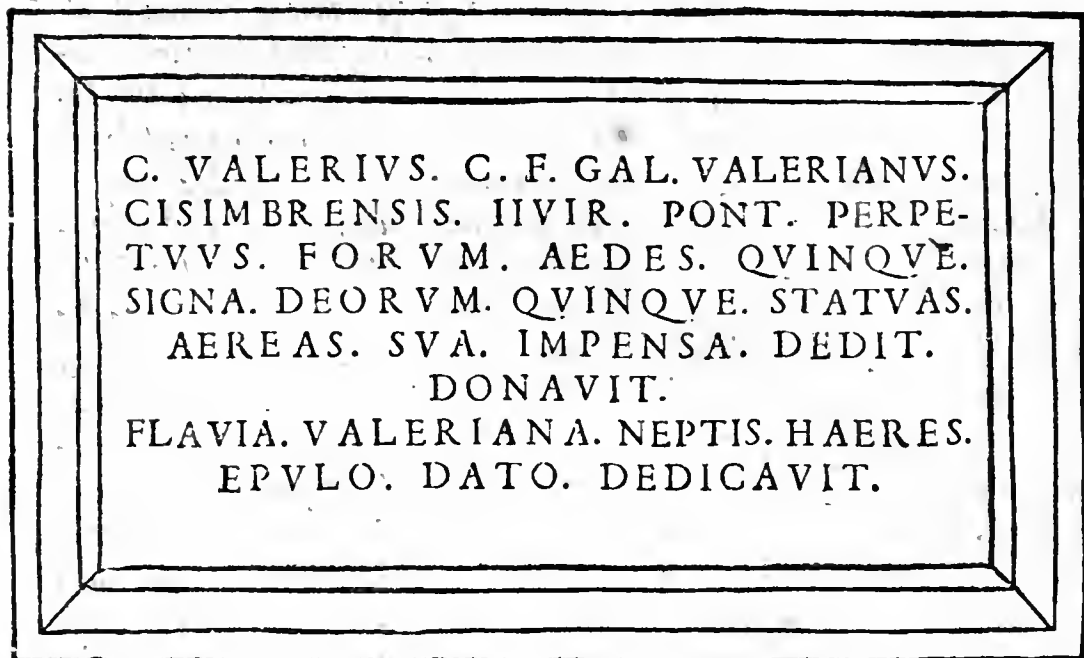 C. VALERIVS. C. F. GAL. VALERIANVS.
CISIMBRENSIS. IIVIR. PONT. PERPE-
TVVS. FORVM. AEDES. QVINQVE.
SIGNA. DEORVM. QVINQVE. STATVAS.
AEREAS. SVA. IMPENSA. DEDIT.
DONAVIT.
FLAVIA. VALERIANA. NEPTIS. HAERES.
EPVLO. DATO. DEDICAVIT.